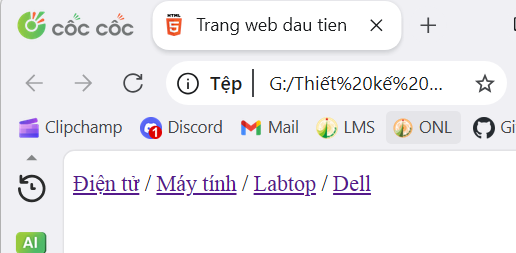 cốc cốc
Trang web dau tien
Tệp
G:/Thiết%20kế%20...
Clipchamp
Discord
Mail
LMS
ONL
Gi
AI
Điện tử / Máy tính / Labtop / Dell